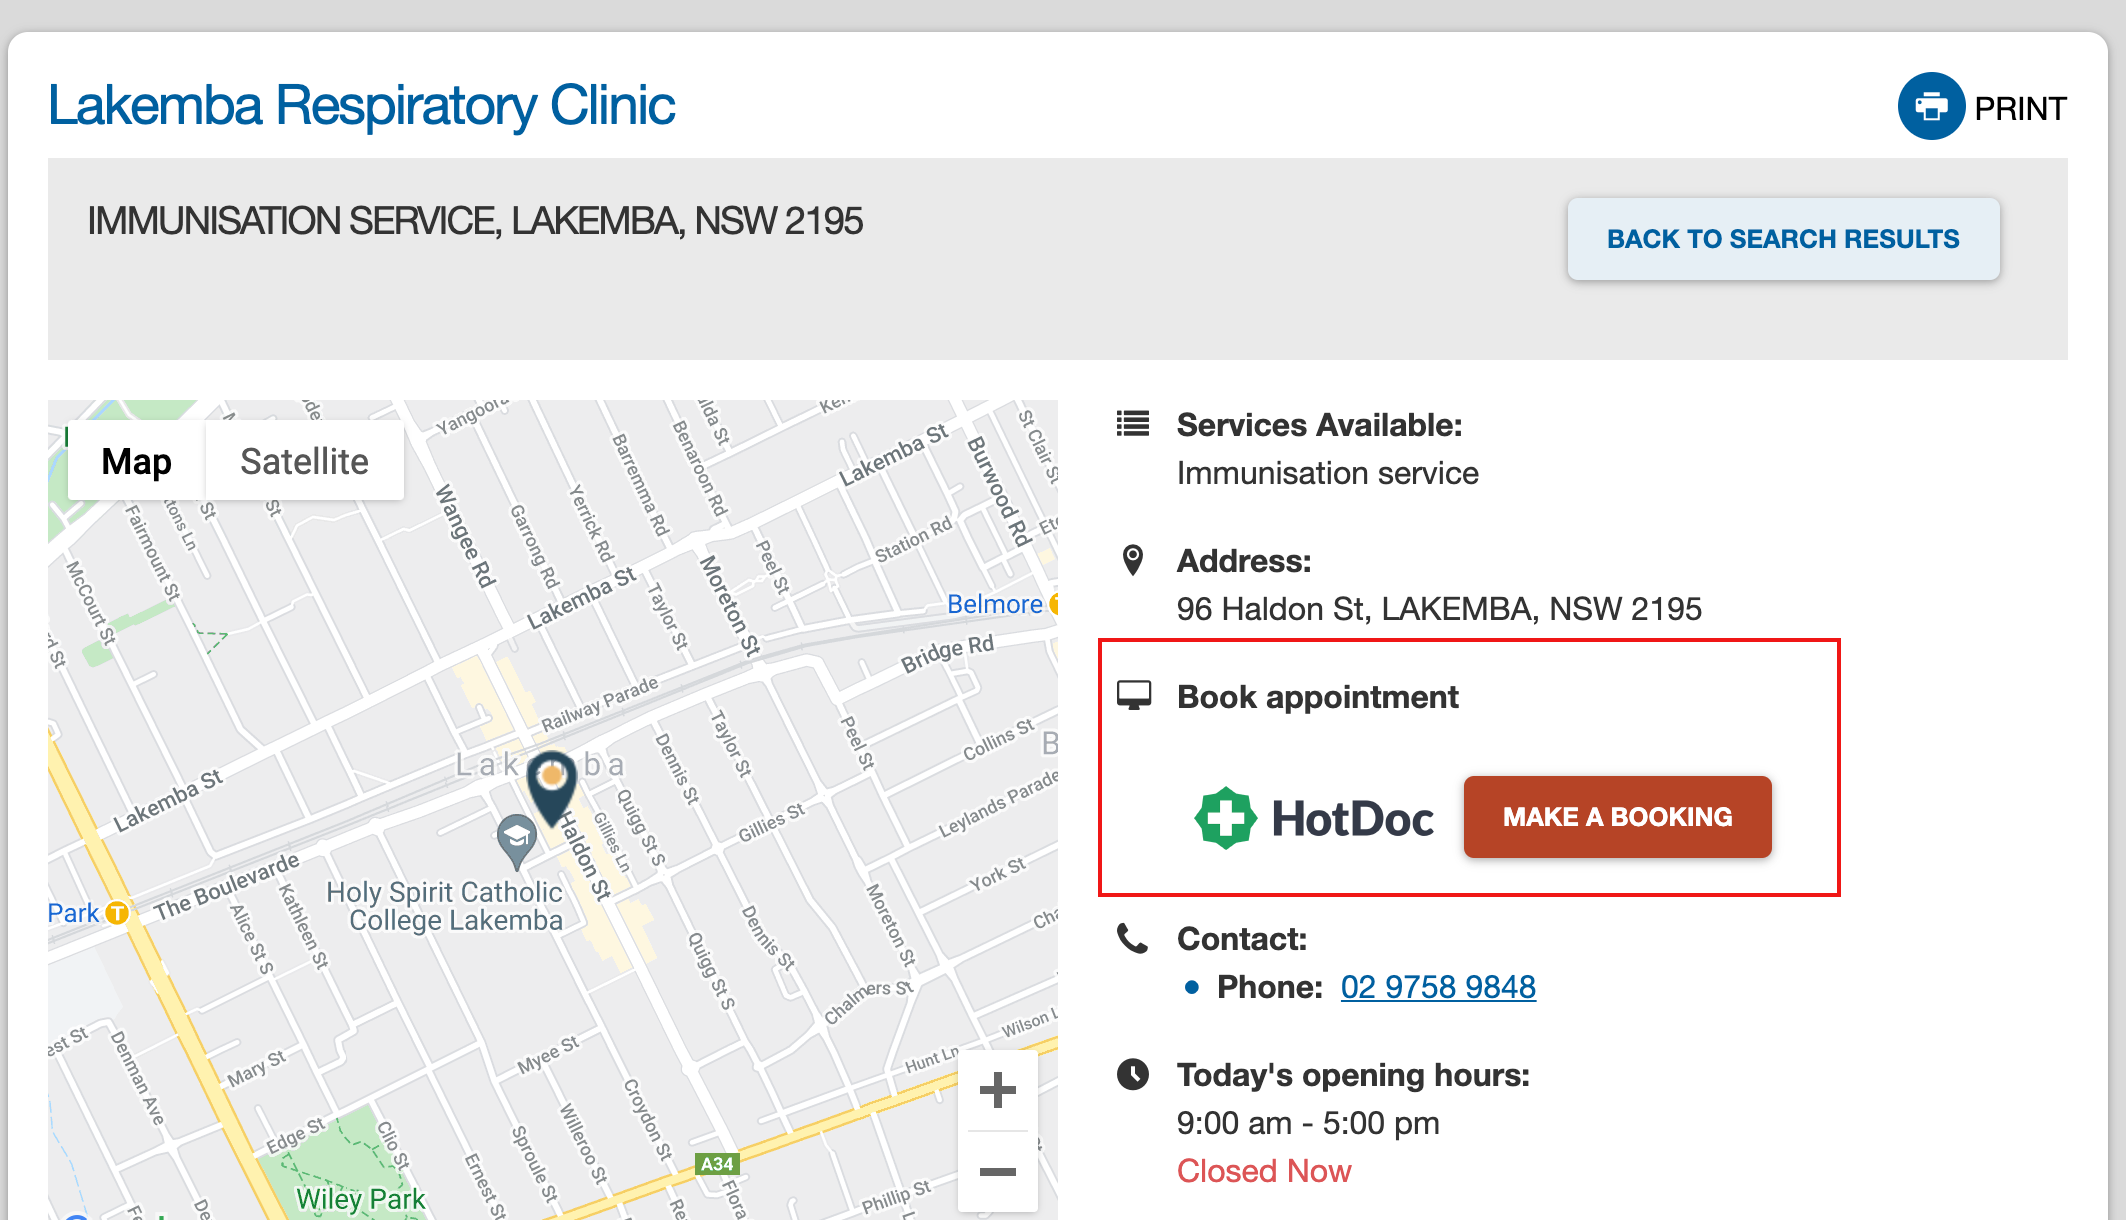 Lakemba Respiratory Clinic
PRINT
IMMUNISATION SERVICE, LAKEMBA, NSW 2195
BACK TO SEARCH RESULTS
Map
Satellite
Yangoora
Lakemba St
Burwood Rd
St Clair St
Barremma Rd
Benaroon Rd
Wangee Rd
Garrong Rd
Yerrick Rd
Station Rd
Peel St
Fairmount St
McCourt St
Lakemba St
Taylor St
Moreton St
Belmore
Bridge Rd
Railway Parade
Taylor St
Peel St
Collins St
Dennis St
Lakemba St
Quigg St S
Gillies Ln
Gillies St
Leylands Parade
Haldon St
York St
The Boulevarde
Holy Spirit Catholic
College Lakemba
Park
T
Alice St S
Kathleen St
Moreton St
Dennis St
Quigg St S
Chalmers St
Wilson L
Denman Ave
Mary St
Myee St
Hunt Ln
Edge St
Clio St
Croydon St
Willeroo St
Sproule St
Ernest St
A34
Flora
Phillip St
Wiley Park
Services Available:
Immunisation service
Address:
96 Haldon St, LAKEMBA, NSW 2195
Book appointment
HotDoc
MAKE A BOOKING
Contact:
Phone: 02 9758 9848
Today's opening hours:
9:00 am - 5:00 pm
Closed Now